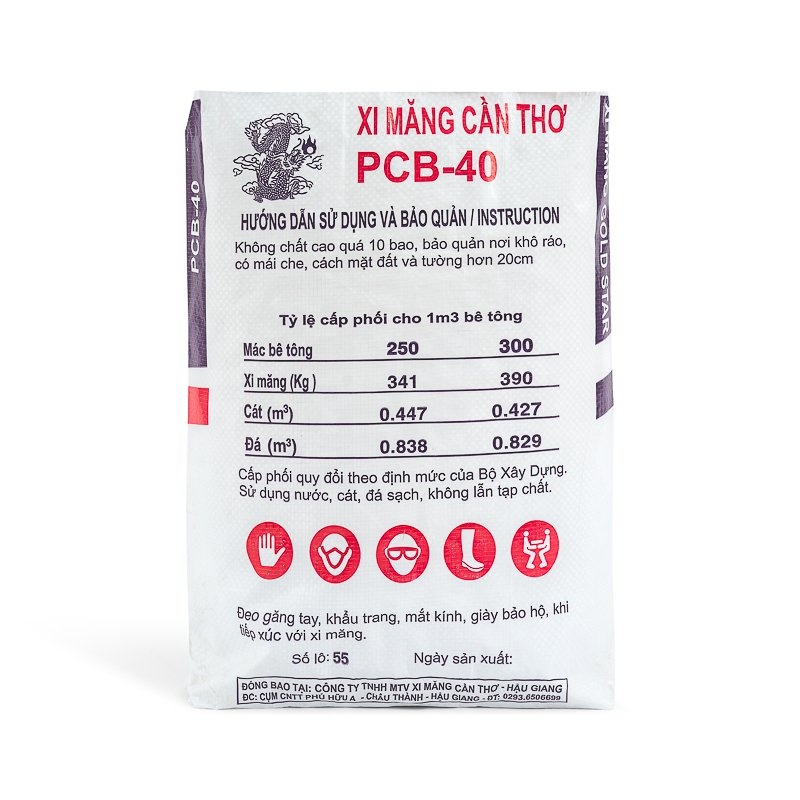 XI MĂNG CẦN THƠ
PCB-40
HƯỚNG DẪN SỬ DỤNG VÀ BẢO QUẢN / INSTRUCTION
Không chất cao quá 10 bao, bảo quản nơi khô ráo,
có mái che, cách mặt đất và tường hơn 20cm
Tỷ lệ cấp phối cho 1m3 bê tông
Mác bê tông 250 300
Xi măng (Kg) 341 390
Cát (m³) 0.447 0.427
Đá (m³) 0.838 0.829
Cấp phối quy đổi theo định mức của Bộ Xây Dựng.
Sử dụng nước, cát, đá sạch, không lẫn tạp chất.
Đeo găng tay, khẩu trang, mắt kính, giày bảo hộ, khi
tiếp xúc với xi măng.
Số lô: 55 Ngày sản xuất:
ĐÓNG BAO TẠI: CÔNG TY TNHH MTV XI MĂNG CẦN THƠ - HẬU GIANG
ĐC: CỤM CNTT PHÚ HỮU A - CHÂU THÀNH - HẬU GIANG - ĐT: 0293.6506699
PCB-40
XI MĂNG GOLD STAR